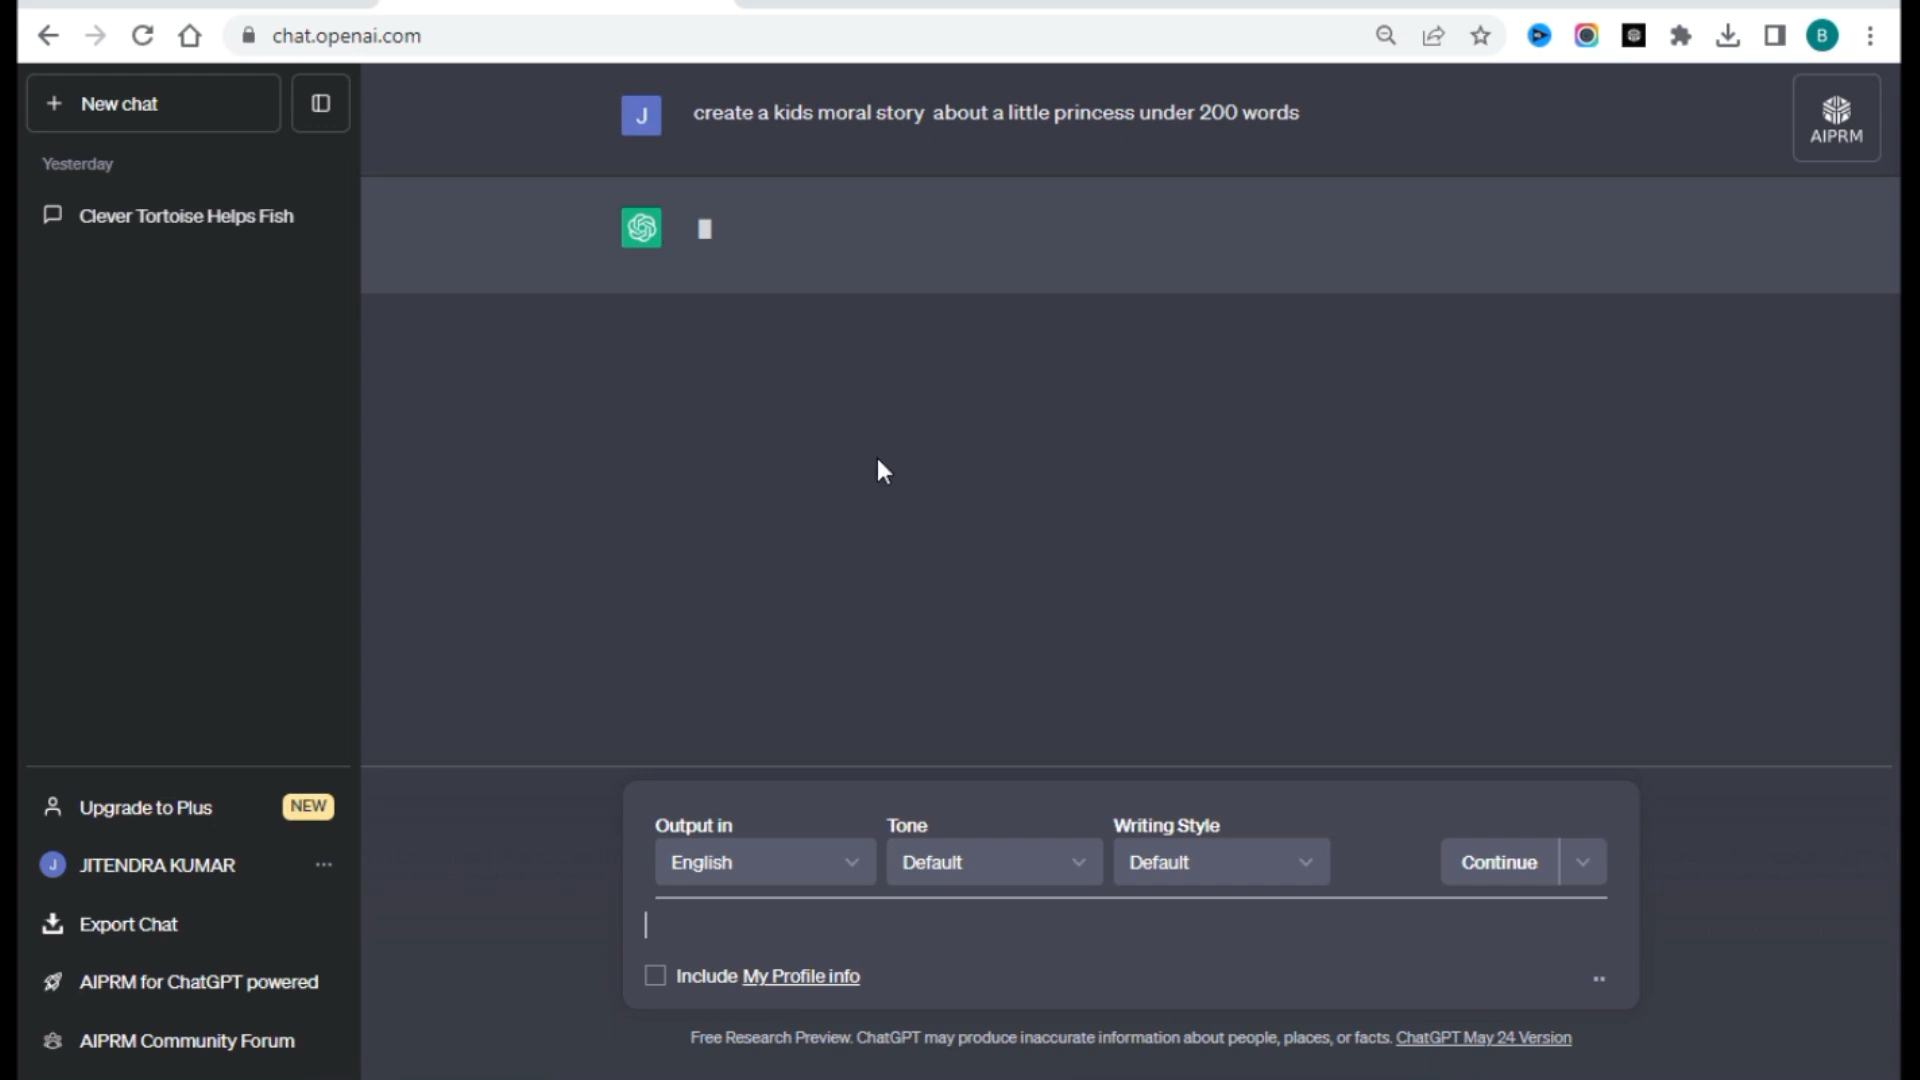 chat.openai.com
B
New chat
Yesterday
Clever Tortoise Helps Fish
J
create a kids moral story about a little princess under 200 words
AIPRM
Upgrade to Plus
NEW
J
JITENDRA KUMAR
Export Chat
AIPRM for ChatGPT powered
AIPRM Community Forum
Output in
Tone
Writing Style
English
Default
Default
Continue
Include My Profile info
Free Research Preview. ChatGPT may produce inaccurate information about people, places, or facts. ChatGPT May 24 Version